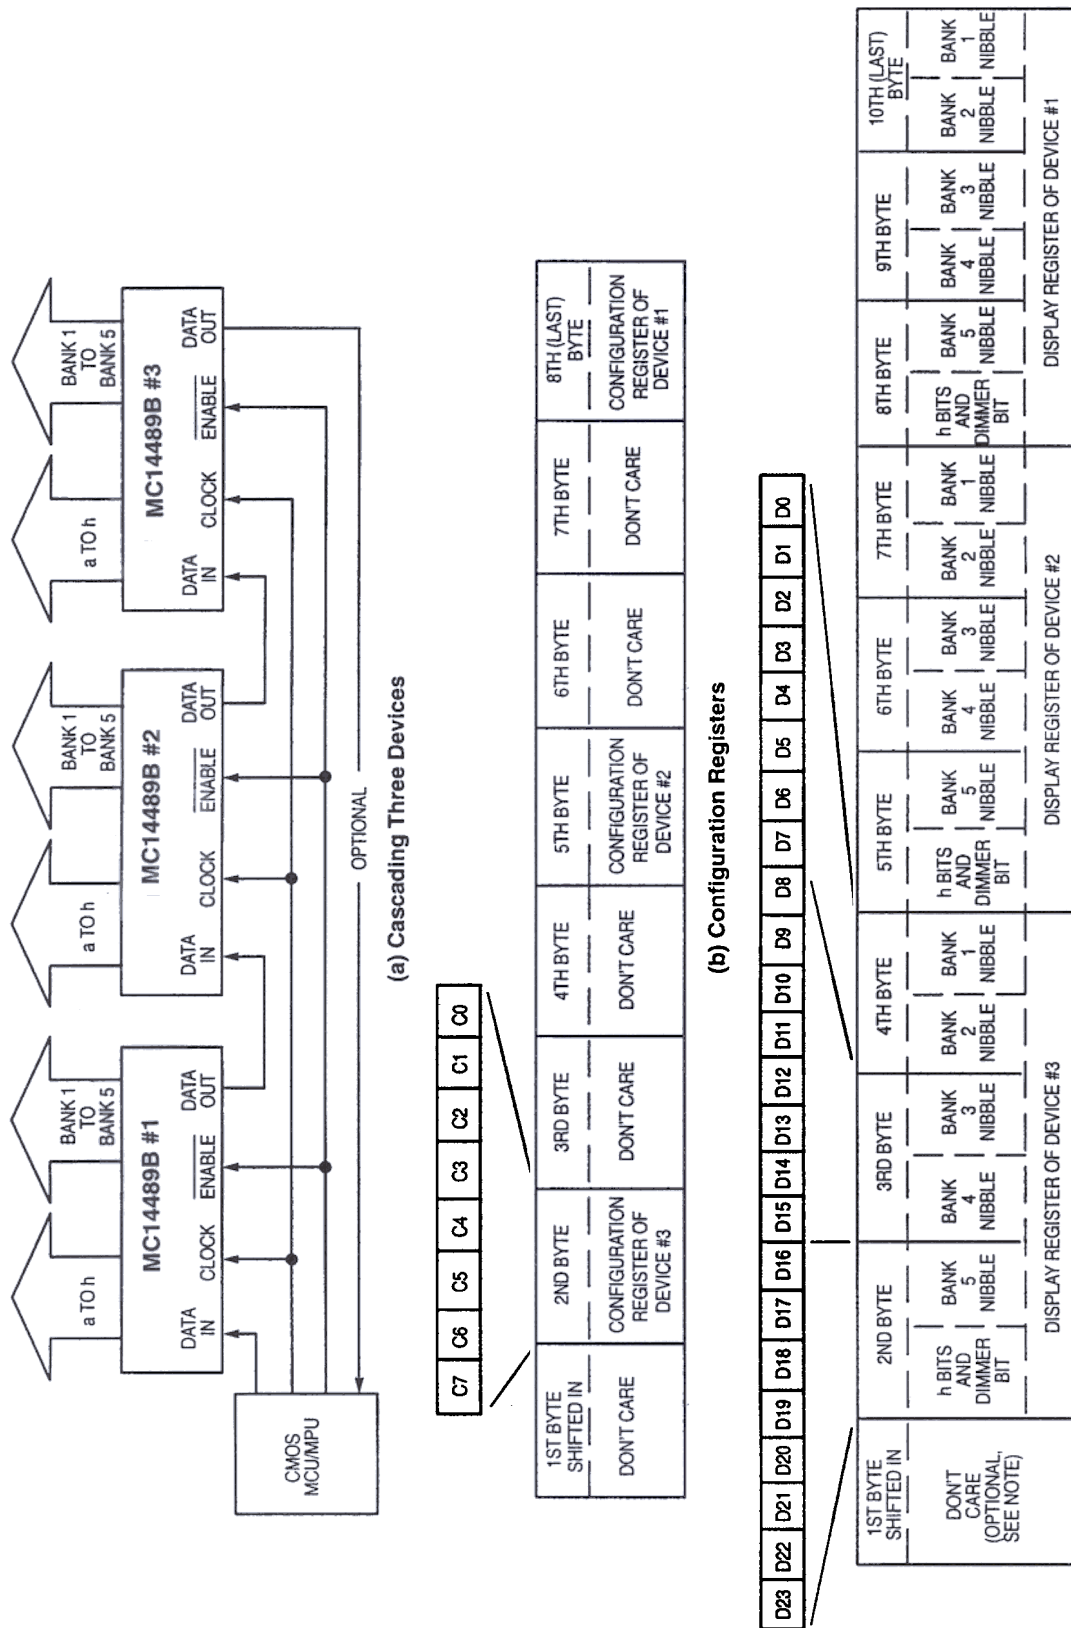 BANK 1
TO
BANK 5
a TO h
MC14489B #1
DATA
IN
CLOCK
ENABLE
DATA
OUT
BANK 1
TO
BANK 5
a TO h
MC14489B #2
DATA
IN
CLOCK
ENABLE
DATA
OUT
BANK 1
TO
BANK 5
a TO h
MC14489B #3
DATA
IN
CLOCK
ENABLE
DATA
OUT
CMOS
MCU/MPU
OPTIONAL
(a) Cascading Three Devices
C7 C6 C5 C4 C3 C2 C1 C0
1ST BYTE
SHIFTED IN
DON'T CARE
2ND BYTE
CONFIGURATION
REGISTER OF
DEVICE #3
3RD BYTE
DON'T CARE
4TH BYTE
DON'T CARE
5TH BYTE
CONFIGURATION
REGISTER OF
DEVICE #2
6TH BYTE
DON'T CARE
7TH BYTE
DON'T CARE
8TH (LAST)
BYTE
CONFIGURATION
REGISTER OF
DEVICE #1
(b) Configuration Registers
D23 D22 D21 D20 D19 D18 D17 D16 D15 D14 D13 D12 D11 D10 D9 D8 D7 D6 D5 D4 D3 D2 D1 D0
1ST BYTE
SHIFTED IN
DON'T
CARE
(OPTIONAL,
SEE NOTE)
2ND BYTE
h BITS
AND
DIMMER
BIT
BANK
5
NIBBLE
3RD BYTE
BANK
4
NIBBLE
BANK
3
NIBBLE
4TH BYTE
BANK
2
NIBBLE
BANK
1
NIBBLE
DISPLAY REGISTER OF DEVICE #3
5TH BYTE
h BITS
AND
DIMMER
BIT
BANK
5
NIBBLE
6TH BYTE
BANK
4
NIBBLE
BANK
3
NIBBLE
7TH BYTE
BANK
2
NIBBLE
BANK
1
NIBBLE
DISPLAY REGISTER OF DEVICE #2
8TH BYTE
h BITS
AND
DIMMER
BIT
BANK
5
NIBBLE
9TH BYTE
BANK
4
NIBBLE
BANK
3
NIBBLE
10TH (LAST)
BYTE
BANK
2
NIBBLE
BANK
1
NIBBLE
DISPLAY REGISTER OF DEVICE #1